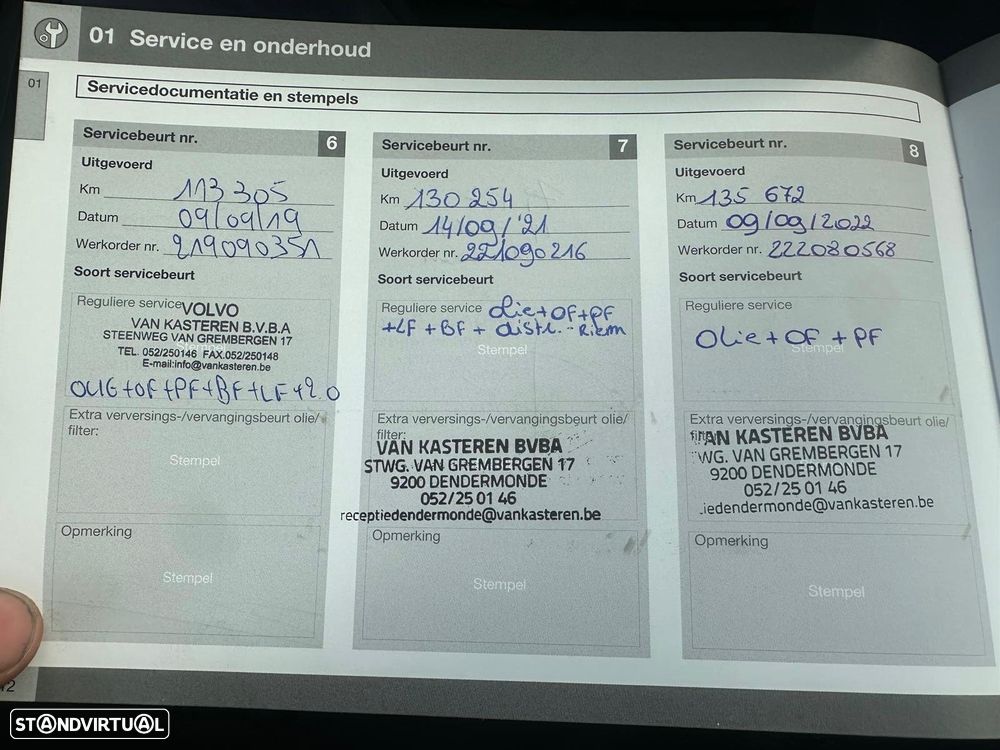 01 Service en onderhoud
01
Servicedocumentatie en stempels
Servicebeurt nr. 6
Uitgevoerd
Km 113 305
Datum 09/09/19
Werkorder nr. 219090351
Soort servicebeurt
Reguliere service
VOLVO
VAN KASTEREN B.V.B.A
STEENWEG VAN GREMBERGEN 17
TEL. 052/250146 FAX.052/250148
E-mail:info@vankasteren.be
OLIE+OF+PF+BF+LF+
Extra verversings-/vervangingsbeurt olie/
filter:
Stempel
Opmerking
Stempel
Servicebeurt nr. 7
Uitgevoerd
Km 130 254
Datum 14/09/'21
Werkorder nr. 221090216
Soort servicebeurt
Reguliere service Olie+OF+PF
+LF +BF + distr. Riem
Stempel
Extra verversings-/vervangingsbeurt olie/
filter:
VAN KASTEREN BVBA
STWG. VAN GREMBERGEN 17
9200 DENDERMONDE
052/25 01 46
receptiedendermonde@vankasteren.be
Opmerking
Stempel
Servicebeurt nr. 8
Uitgevoerd
Km 135 672
Datum 09/09/2022
Werkorder nr. 222080568
Soort servicebeurt
Reguliere service
Olie+OF +PF
Stempel
Extra verversings-/vervangingsbeurt olie/
VAN KASTEREN BVBA
WG. VAN GREMBERGEN 17
9200 DENDERMONDE
052/25 01 46
iedendermonde@vankasteren.be
Opmerking
Stempel
12
STANDVIRTUAL